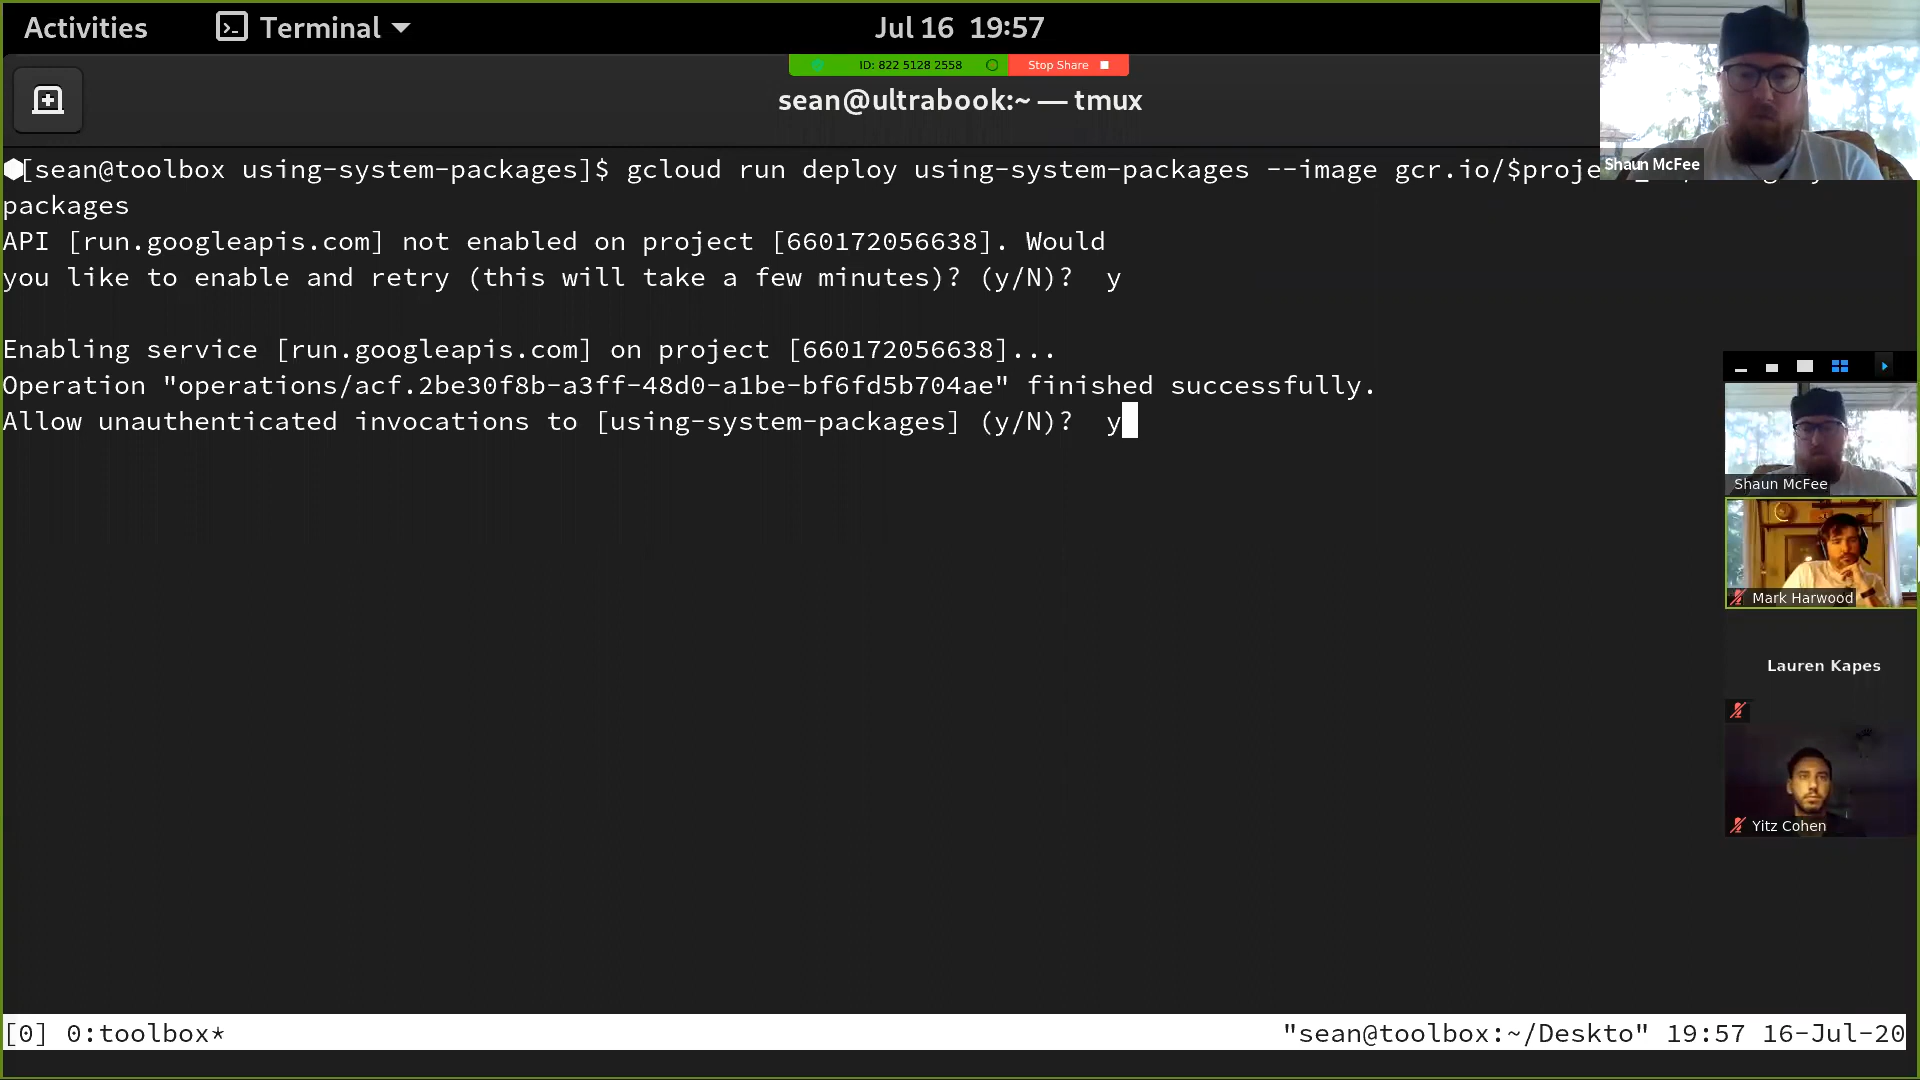 Activities Terminal Jul 16 19:57
ID: 822 5128 2558 Stop Share
sean@ultrabook:~ — tmux
Shaun McFee
[sean@toolbox using-system-packages]$ gcloud run deploy using-system-packages --image gcr.io/$proje
packages
API [run.googleapis.com] not enabled on project [660172056638]. Would
you like to enable and retry (this will take a few minutes)? (y/N)? y
Enabling service [run.googleapis.com] on project [660172056638]...
Operation "operations/acf.2be30f8b-a3ff-48d0-a1be-bf6fd5b704ae" finished successfully.
Allow unauthenticated invocations to [using-system-packages] (y/N)? y
Shaun McFee
Mark Harwood
Lauren Kapes
Yitz Cohen
[0] 0:toolbox* "sean@toolbox:~/Deskto" 19:57 16-Jul-20